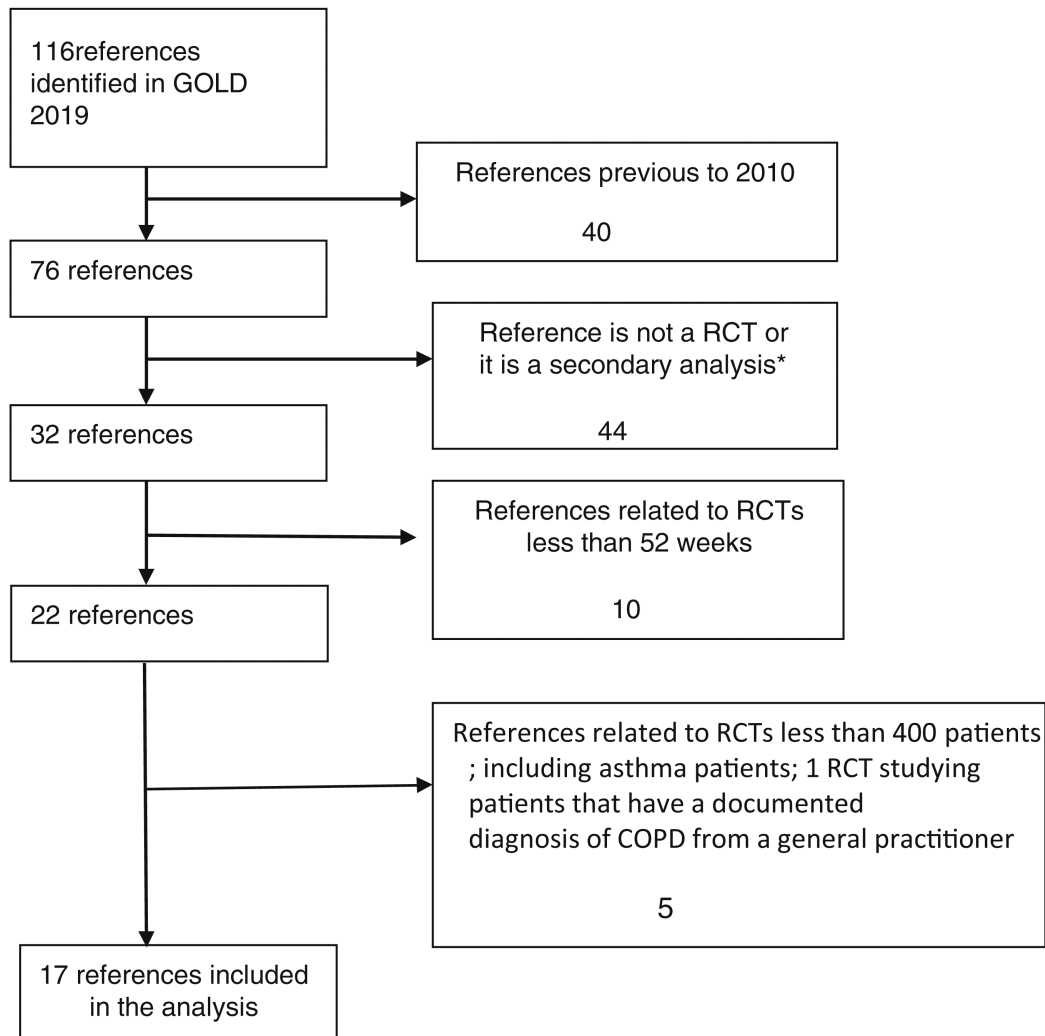 116references
identified in GOLD
2019
References previous to 2010
40
76 references
Reference is not a RCT or
it is a secondary analysis*
44
32 references
References related to RCTs
less than 52 weeks
10
22 references
References related to RCTs less than 400 patients
; including asthma patients; 1 RCT studying
patients that have a documented
diagnosis of COPD from a general practitioner
5
17 references included
in the analysis